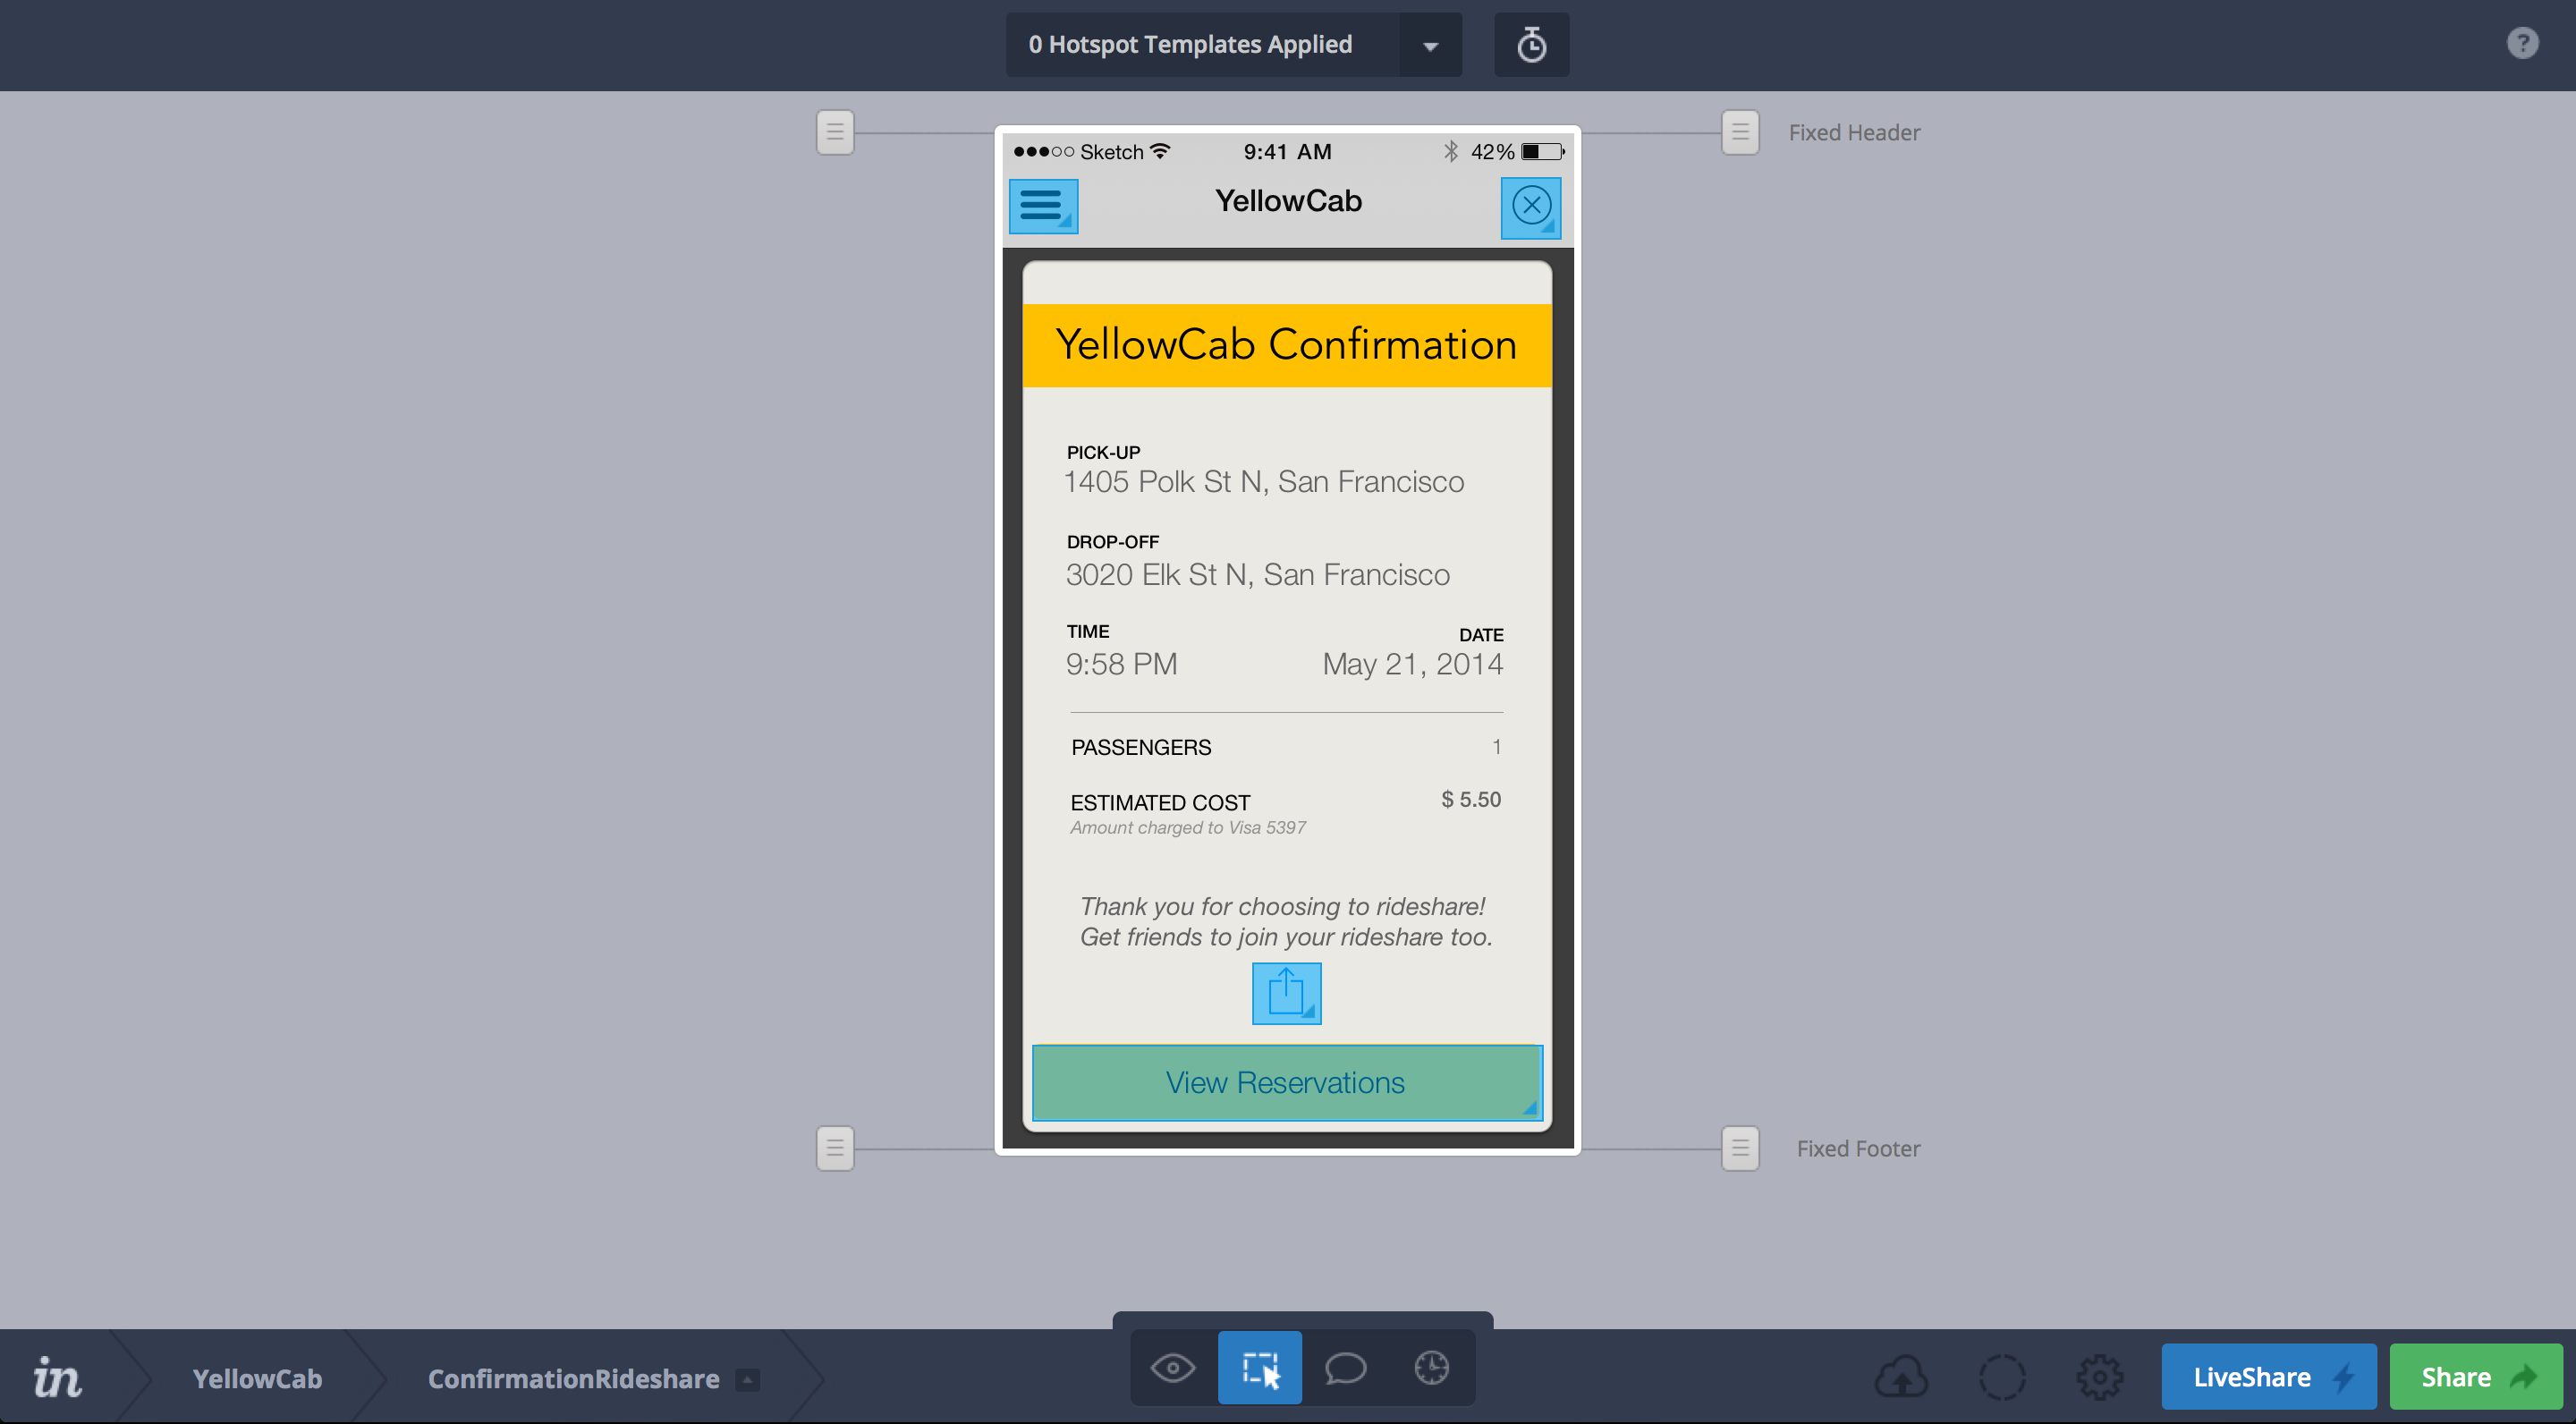 0 Hotspot Templates Applied
?
Fixed Header
Sketch 9:41 AM 42%
YellowCab
YellowCab Confirmation
PICK-UP
1405 Polk St N, San Francisco
DROP-OFF
3020 Elk St N, San Francisco
TIME DATE
9:58 PM May 21, 2014
PASSENGERS 1
ESTIMATED COST $ 5.50
Amount charged to Visa 5397
Thank you for choosing to rideshare!
Get friends to join your rideshare too.
View Reservations
Fixed Footer
in YellowCab ConfirmationRideshare LiveShare Share